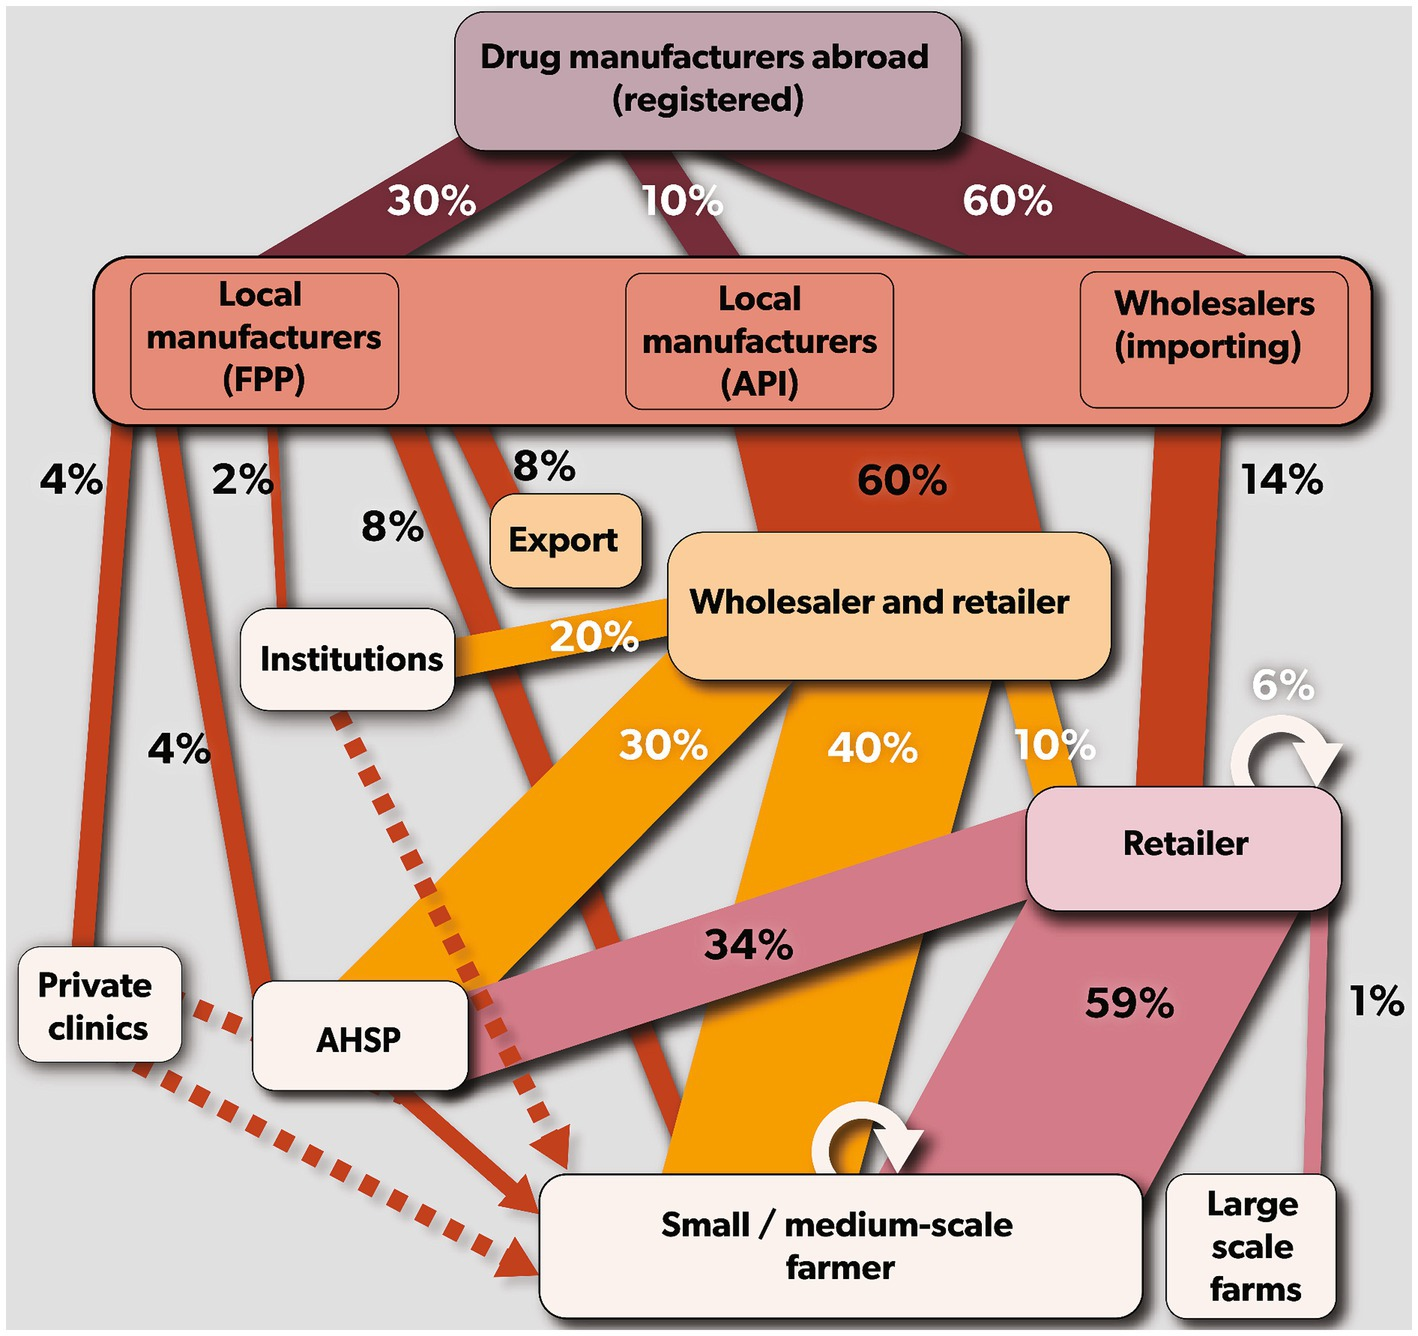 Drug manufacturers abroad
(registered)
30%
10%
60%
Local
manufacturers
(FPP)
Local
manufacturers
(API)
Wholesalers
(importing)
4%
2%
8%
8%
60%
14%
Export
Wholesaler and retailer
20%
Institutions
6%
4%
30%
40%
10%
Retailer
34%
59%
1%
Private
clinics
AHSP
Small / medium-scale
farmer
Large
scale
farms